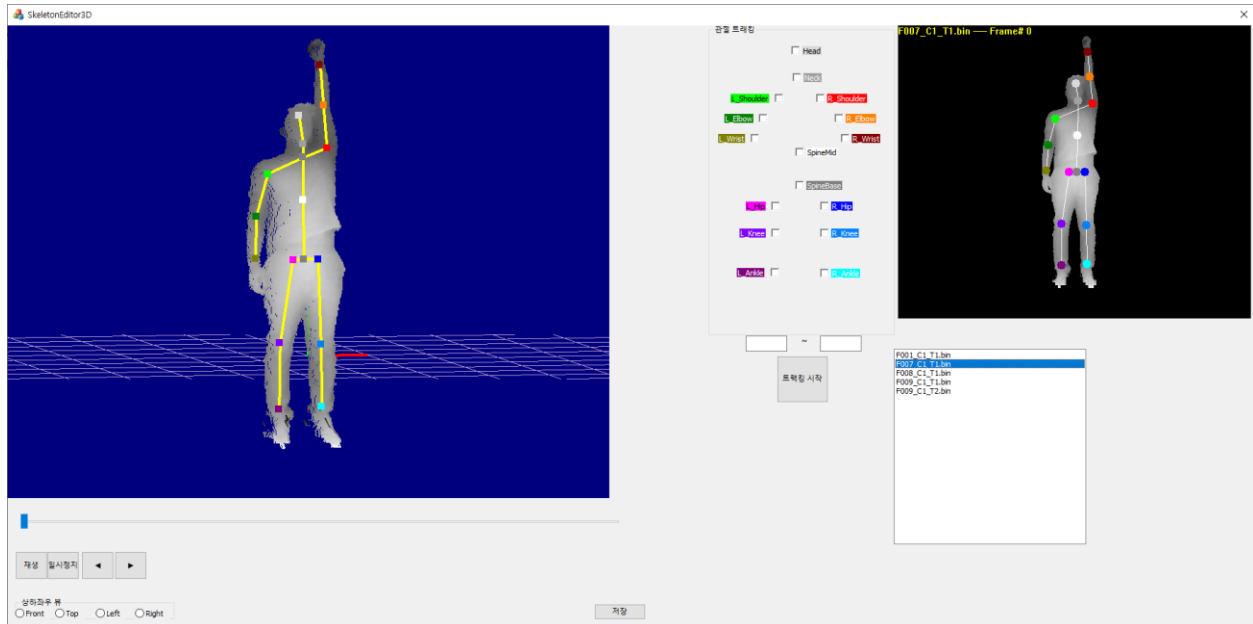 SkeletonEditor3D
관절 트래킹
F007_C1_T1.bin ---- Frame# 0
Head
Neck
L_Shoulder R_Shoulder
L_Elbow R_Elbow
L_Wrist R_Wrist
SpineMid
SpineBase
L_Hip R_Hip
L_Knee R_Knee
L_Ankle R_Ankle
~
트랙킹 시작
F001_C1_T1.bin
F007_C1_T1.bin
F008_C1_T1.bin
F009_C1_T1.bin
F009_C1_T2.bin
재생 일시정지 ◄ ►
상하좌우 뷰
Front Top Left Right
저장